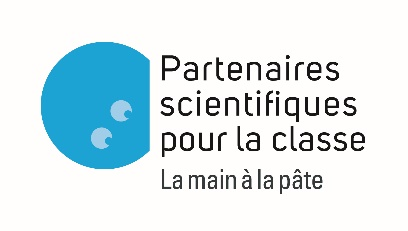 Partenaires
scientifiques
pour la classe
La main à la pâte